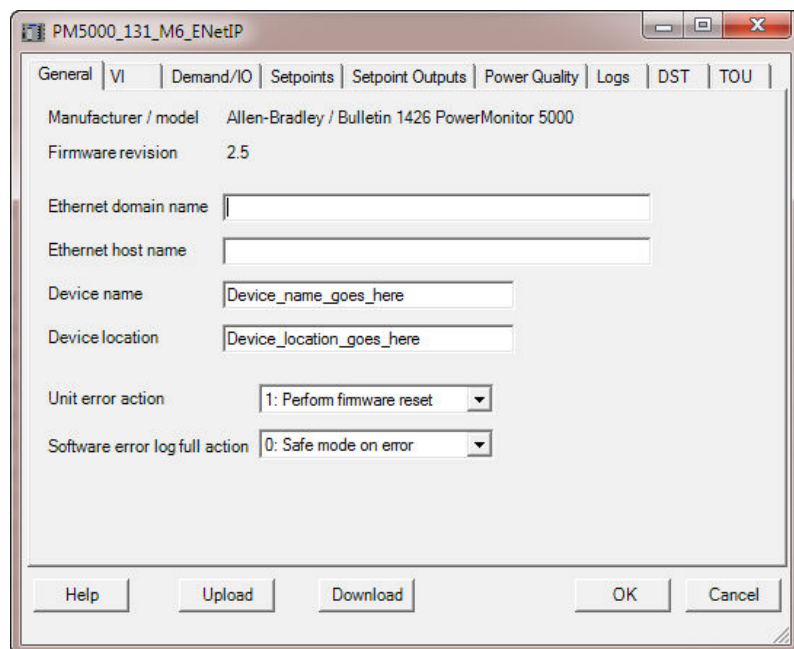 PM5000_131_M6_ENetIP
General VI Demand/IO Setpoints Setpoint Outputs Power Quality Logs DST TOU
Manufacturer / model Allen-Bradley / Bulletin 1426 PowerMonitor 5000
Firmware revision 2.5
Ethernet domain name
Ethernet host name
Device name Device_name_goes_here
Device location Device_location_goes_here
Unit error action 1: Perform firmware reset
Software error log full action 0: Safe mode on error
Help Upload Download OK Cancel